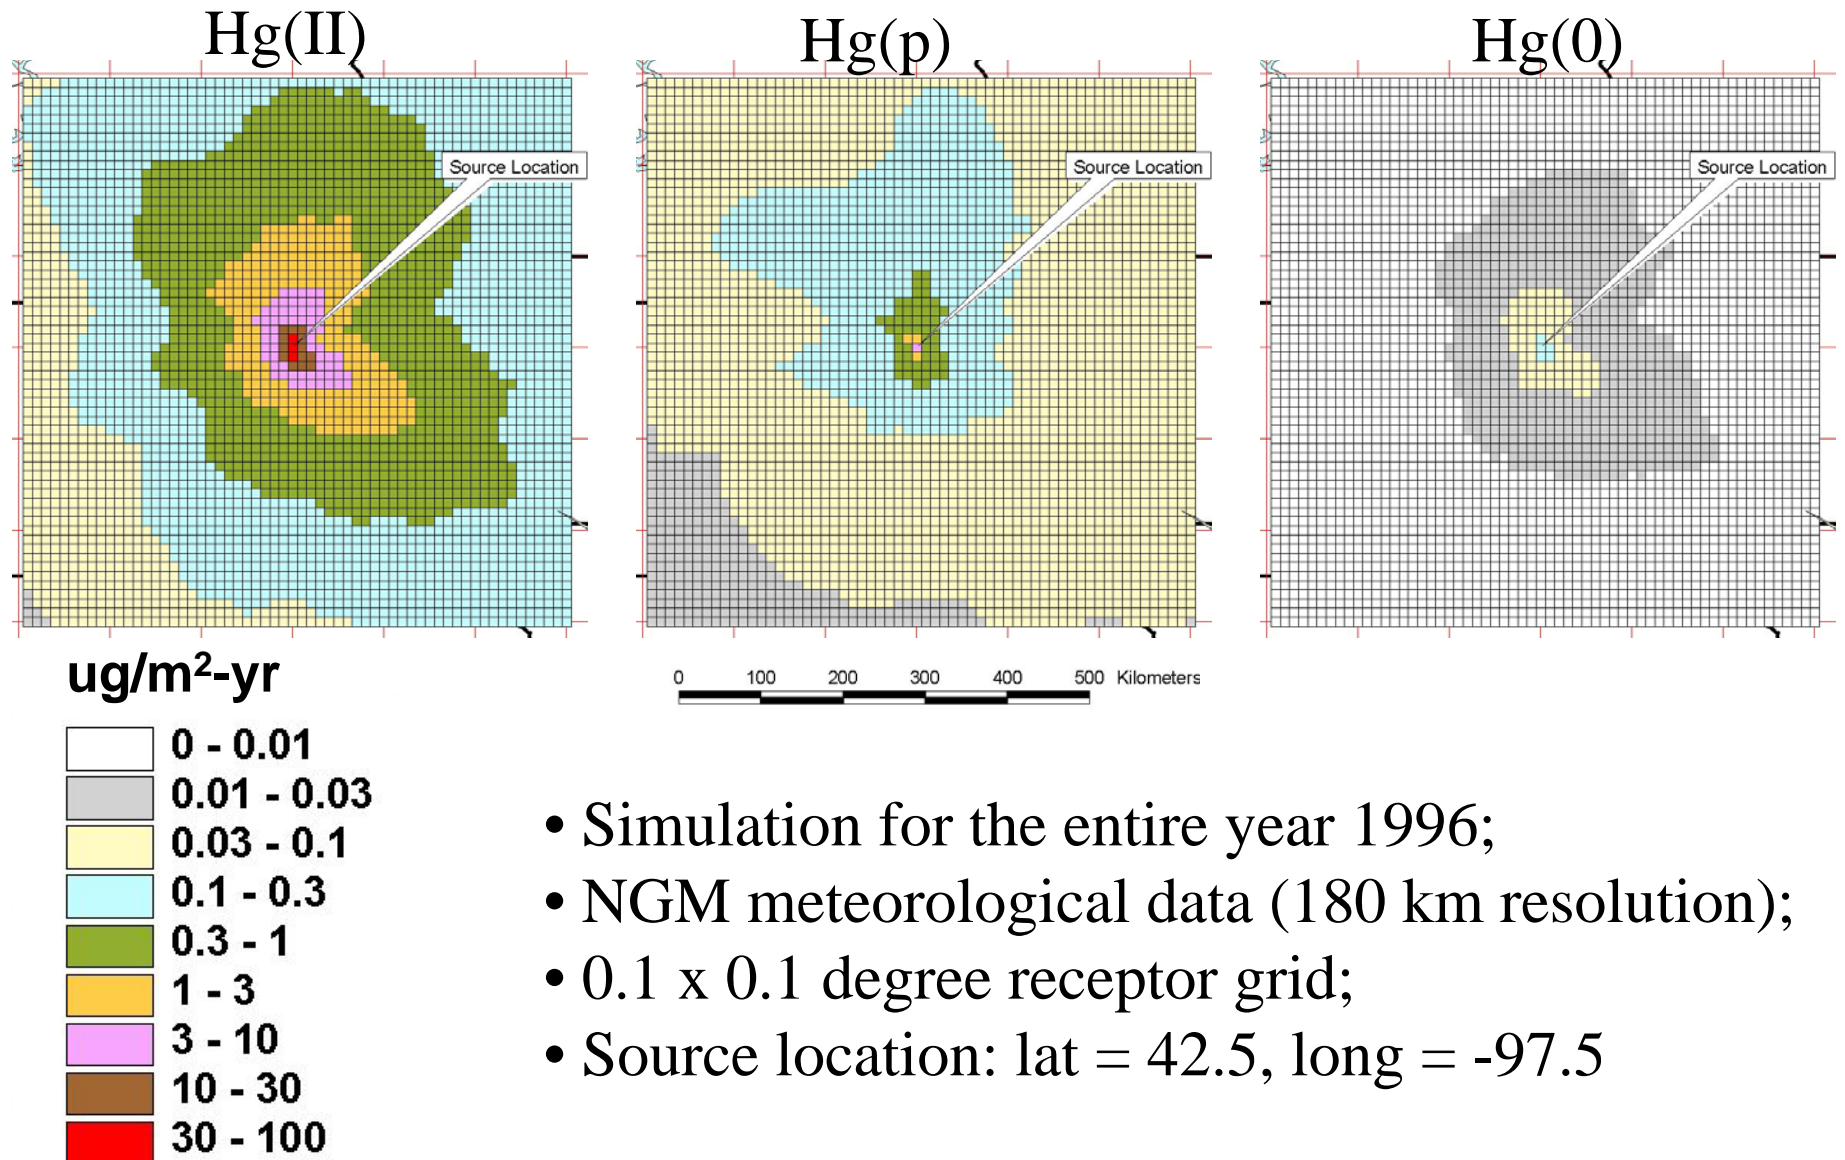 Hg(II)
Hg(p)
Hg(0)
Source Location
Source Location
Source Location
ug/m²-yr
0 - 0.01
0.01 - 0.03
0.03 - 0.1
0.1 - 0.3
0.3 - 1
1 - 3
3 - 10
10 - 30
30 - 100
0 100 200 300 400 500 Kilometers
• Simulation for the entire year 1996;
• NGM meteorological data (180 km resolution);
• 0.1 x 0.1 degree receptor grid;
• Source location: lat = 42.5, long = -97.5